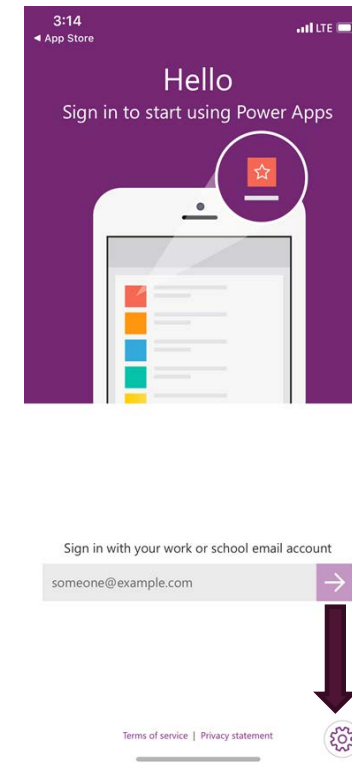 3:14
LTE
◄ App Store
Hello
Sign in to start using Power Apps
Sign in with your work or school email account
someone@example.com
Terms of service | Privacy statement